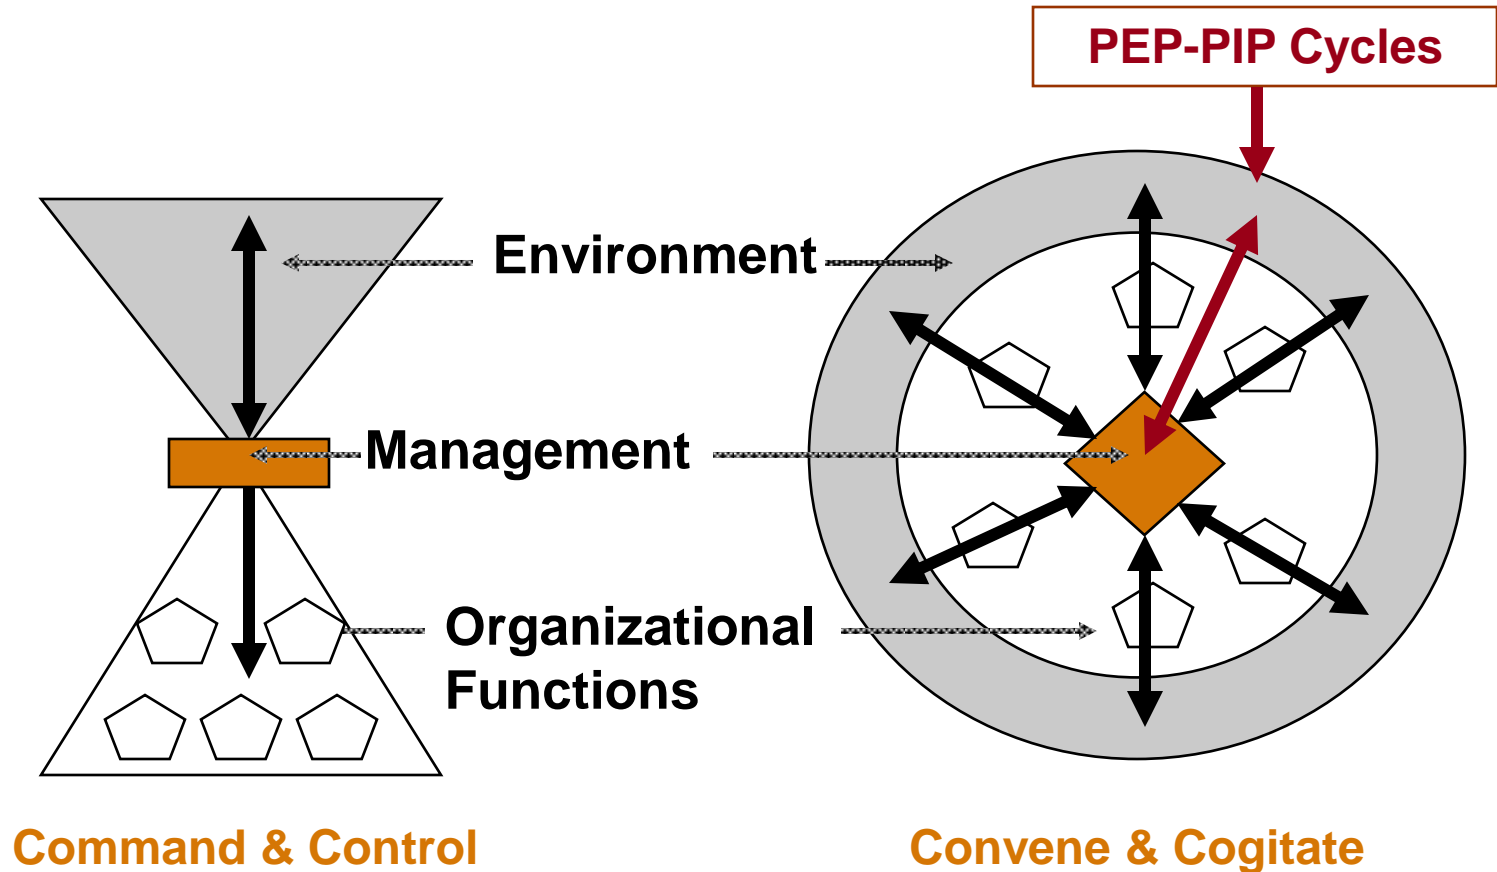 PEP-PIP Cycles
Environment
Management
Organizational
Functions
Command & Control
Convene & Cogitate